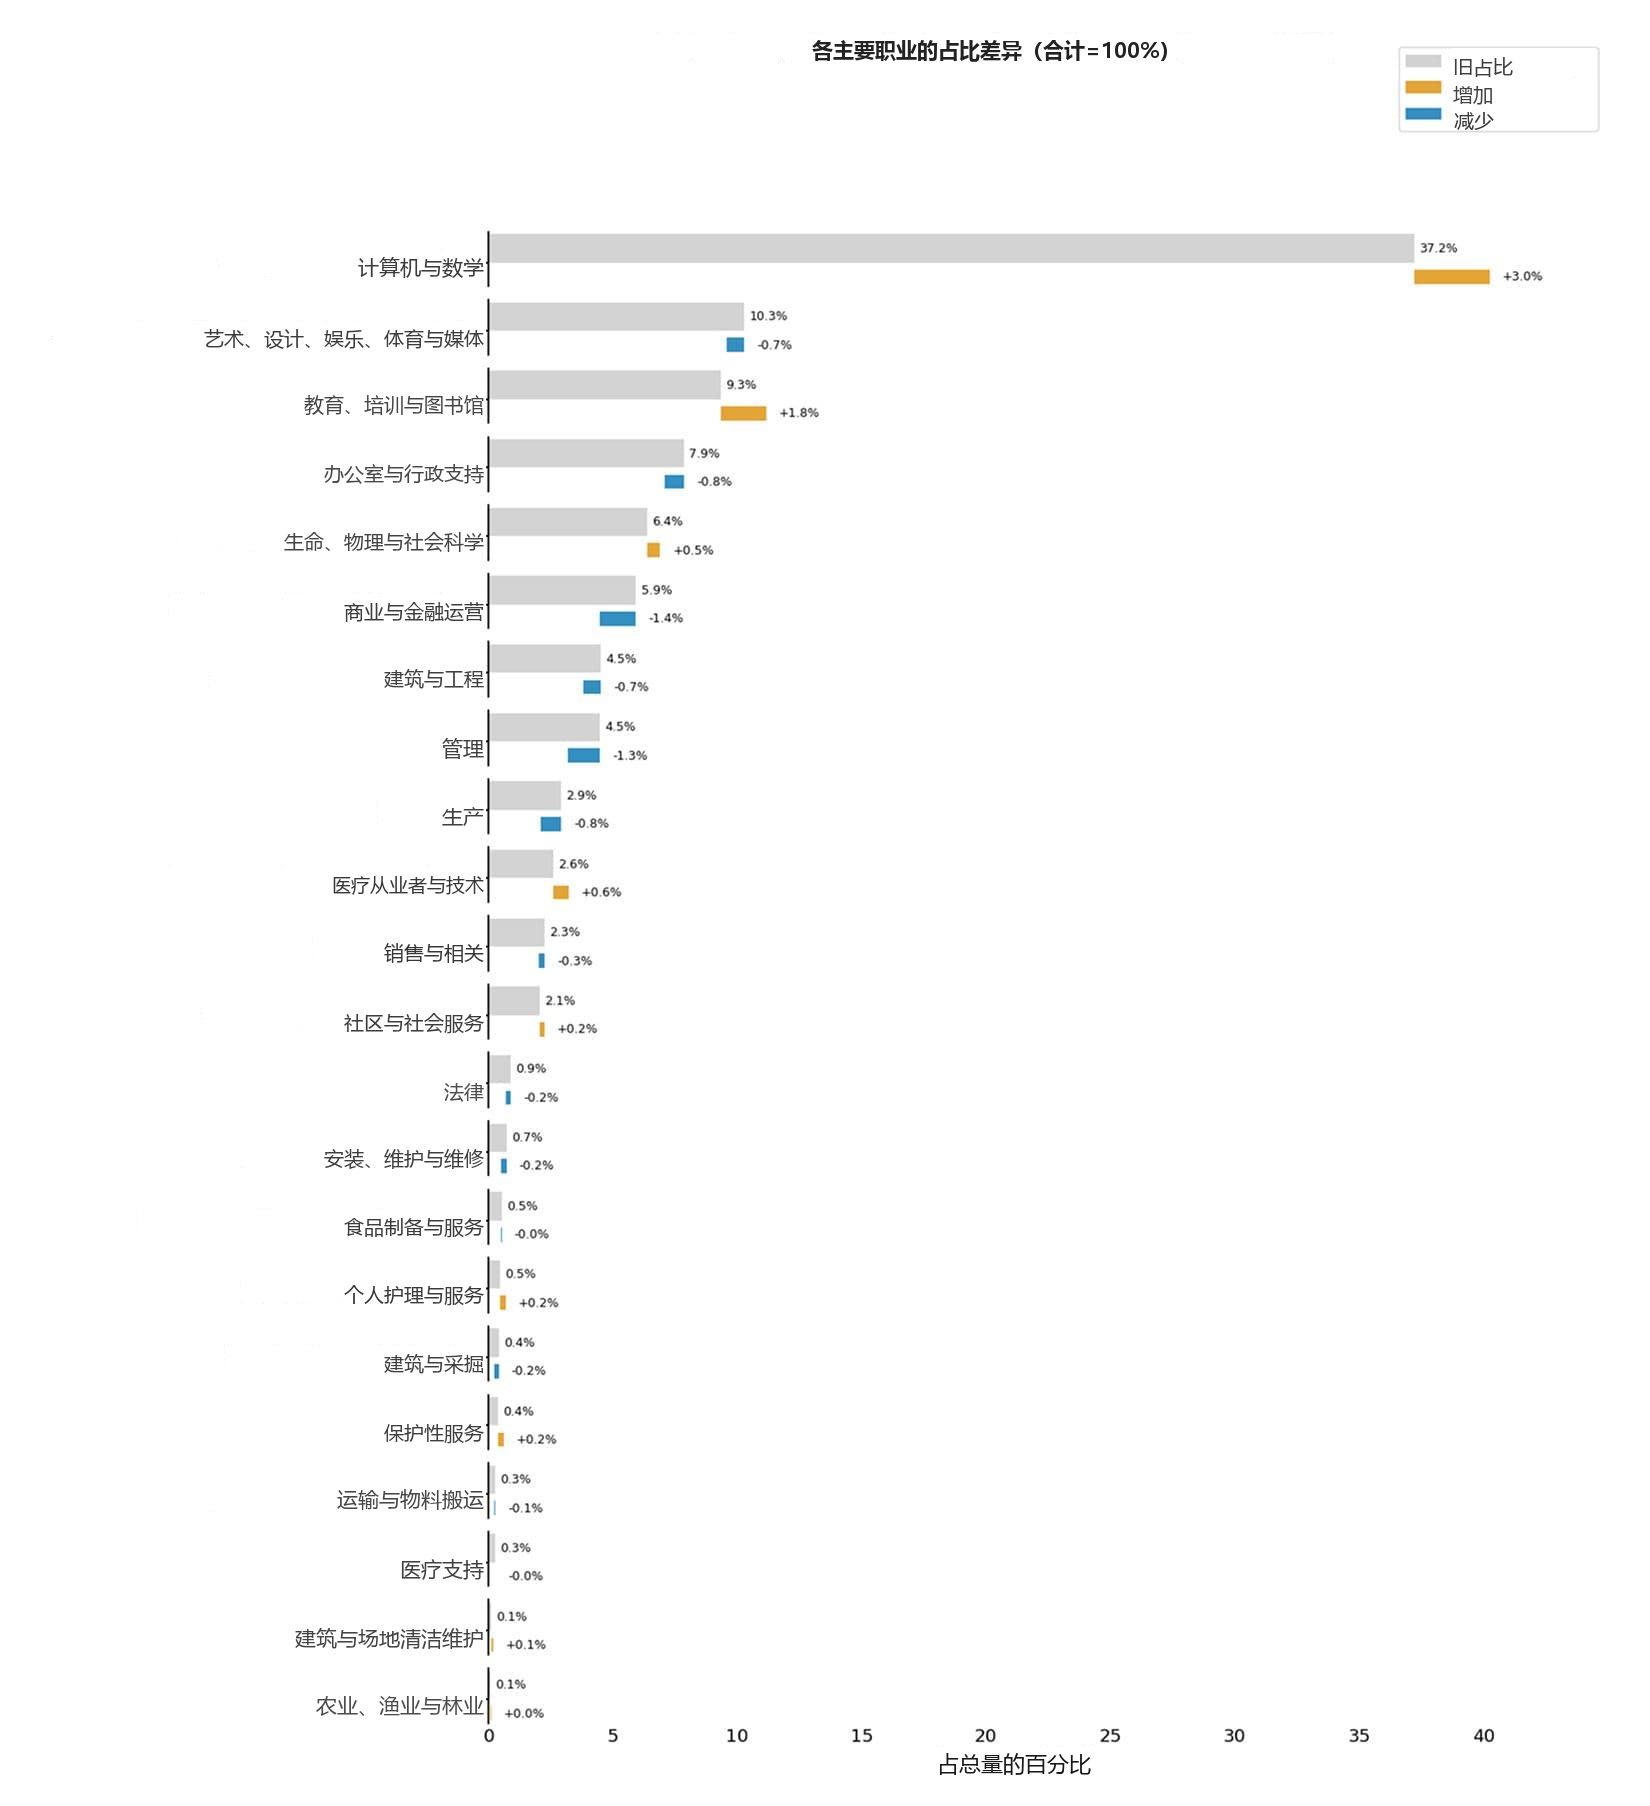 各主要职业的占比差异（合计=100%）
旧占比
增加
减少
计算机与数学
37.2%
+3.0%
艺术、设计、娱乐、体育与媒体
10.3%
-0.7%
教育、培训与图书馆
9.3%
+1.8%
办公室与行政支持
7.9%
-0.8%
生命、物理与社会科学
6.4%
+0.5%
商业与金融运营
5.9%
-1.4%
建筑与工程
4.5%
-0.7%
管理
4.5%
-1.3%
生产
2.9%
-0.8%
医疗从业者与技术
2.6%
+0.6%
销售与相关
2.3%
-0.3%
社区与社会服务
2.1%
+0.2%
法律
0.9%
-0.2%
安装、维护与维修
0.7%
-0.2%
食品制备与服务
0.5%
-0.0%
个人护理与服务
0.5%
+0.2%
建筑与采掘
0.4%
-0.2%
保护性服务
0.4%
+0.2%
运输与物料搬运
0.3%
-0.1%
医疗支持
0.3%
-0.0%
建筑与场地清洁维护
0.1%
+0.1%
农业、渔业与林业
0.1%
+0.0%
0 5 10 15 20 25 30 35 40
占总量的百分比